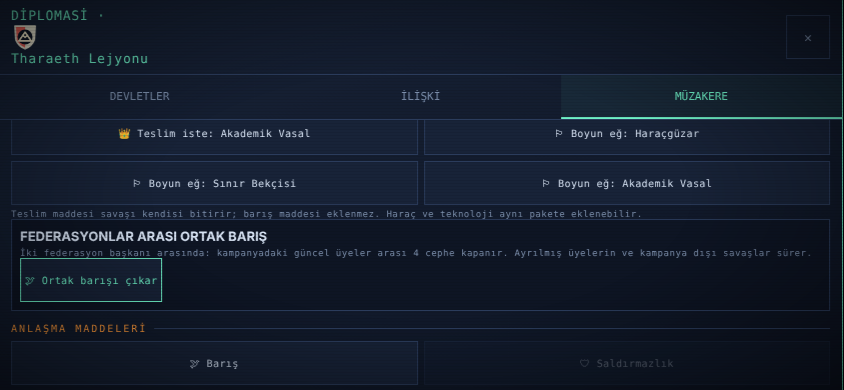 DİPLOMASİ ·
Tharaeth Lejyonu
×
DEVLETLER
İLİŞKİ
MÜZAKERE
👑 Teslim iste: Akademik Vasal
🏳 Boyun eğ: Haraçgüzar
🏳 Boyun eğ: Sınır Bekçisi
🏳 Boyun eğ: Akademik Vasal
Teslim maddesi savaşı kendisi bitirir; barış maddesi eklenmez. Haraç ve teknoloji aynı pakete eklenebilir.
FEDERASYONLAR ARASI ORTAK BARIŞ
İki federasyon başkanı arasında: kampanyadaki güncel üyeler arası 4 cephe kapanır. Ayrılmış üyelerin ve kampanya dışı savaşlar sürer.
🕊 Ortak barışı çıkar
ANLAŞMA MADDELERİ
🕊 Barış
🛡 Saldırmazlık